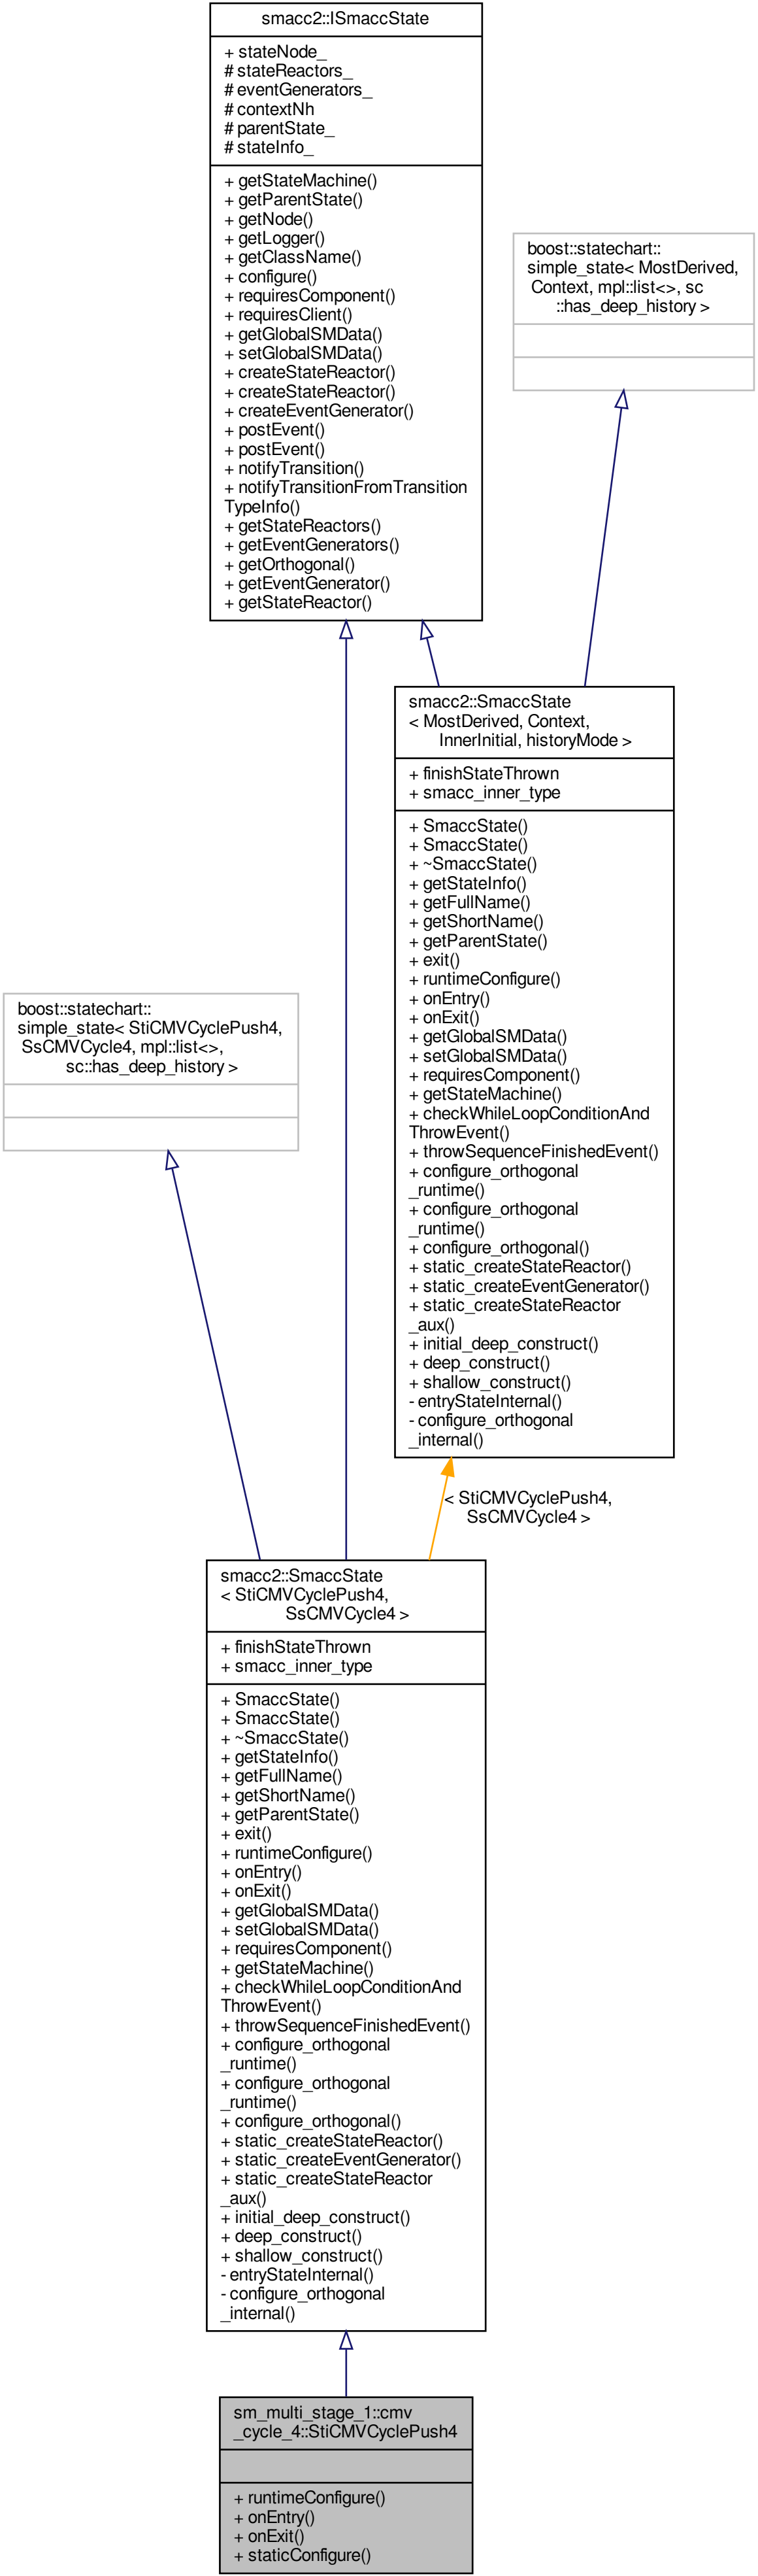 smacc2::ISmaccState
+ stateNode_
# stateReactors_
# eventGenerators_
# contextNh
# parentState_
# stateInfo_
+ getStateMachine()
+ getParentState()
+ getNode()
+ getLogger()
+ getClassName()
+ configure()
+ requiresComponent()
+ requiresClient()
+ getGlobalSMData()
+ setGlobalSMData()
+ createStateReactor()
+ createStateReactor()
+ createEventGenerator()
+ postEvent()
+ postEvent()
+ notifyTransition()
+ notifyTransitionFromTransition
TypeInfo()
+ getStateReactors()
+ getEventGenerators()
+ getOrthogonal()
+ getEventGenerator()
+ getStateReactor()
boost::statechart::
simple_state< MostDerived,
Context, mpl::list<>, sc
::has_deep_history >
smacc2::SmaccState
< MostDerived, Context,
InnerInitial, historyMode >
+ finishStateThrown
+ smacc_inner_type
+ SmaccState()
+ SmaccState()
+ ~SmaccState()
+ getStateInfo()
+ getFullName()
+ getShortName()
+ getParentState()
+ exit()
+ runtimeConfigure()
+ onEntry()
+ onExit()
+ getGlobalSMData()
+ setGlobalSMData()
+ requiresComponent()
+ getStateMachine()
+ checkWhileLoopConditionAnd
ThrowEvent()
+ throwSequenceFinishedEvent()
+ configure_orthogonal
_runtime()
+ configure_orthogonal
_runtime()
+ configure_orthogonal()
+ static_createStateReactor()
+ static_createEventGenerator()
+ static_createStateReactor
_aux()
+ initial_deep_construct()
+ deep_construct()
+ shallow_construct()
- entryStateInternal()
- configure_orthogonal
_internal()
boost::statechart::
simple_state< StiCMVCyclePush4,
SsCMVCycle4, mpl::list<>,
sc::has_deep_history >
< StiCMVCyclePush4,
SsCMVCycle4 >
smacc2::SmaccState
< StiCMVCyclePush4,
SsCMVCycle4 >
+ finishStateThrown
+ smacc_inner_type
+ SmaccState()
+ SmaccState()
+ ~SmaccState()
+ getStateInfo()
+ getFullName()
+ getShortName()
+ getParentState()
+ exit()
+ runtimeConfigure()
+ onEntry()
+ onExit()
+ getGlobalSMData()
+ setGlobalSMData()
+ requiresComponent()
+ getStateMachine()
+ checkWhileLoopConditionAnd
ThrowEvent()
+ throwSequenceFinishedEvent()
+ configure_orthogonal
_runtime()
+ configure_orthogonal
_runtime()
+ configure_orthogonal()
+ static_createStateReactor()
+ static_createEventGenerator()
+ static_createStateReactor
_aux()
+ initial_deep_construct()
+ deep_construct()
+ shallow_construct()
- entryStateInternal()
- configure_orthogonal
_internal()
sm_multi_stage_1::cmv
_cycle_4::StiCMVCyclePush4
+ runtimeConfigure()
+ onEntry()
+ onExit()
+ staticConfigure()